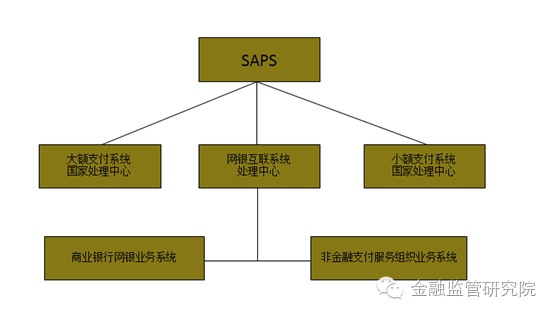 SAPS
大额支付系统
国家处理中心
网银互联系统
处理中心
小额支付系统
国家处理中心
商业银行网银业务系统
非金融支付服务组织业务系统
金融监管研究院